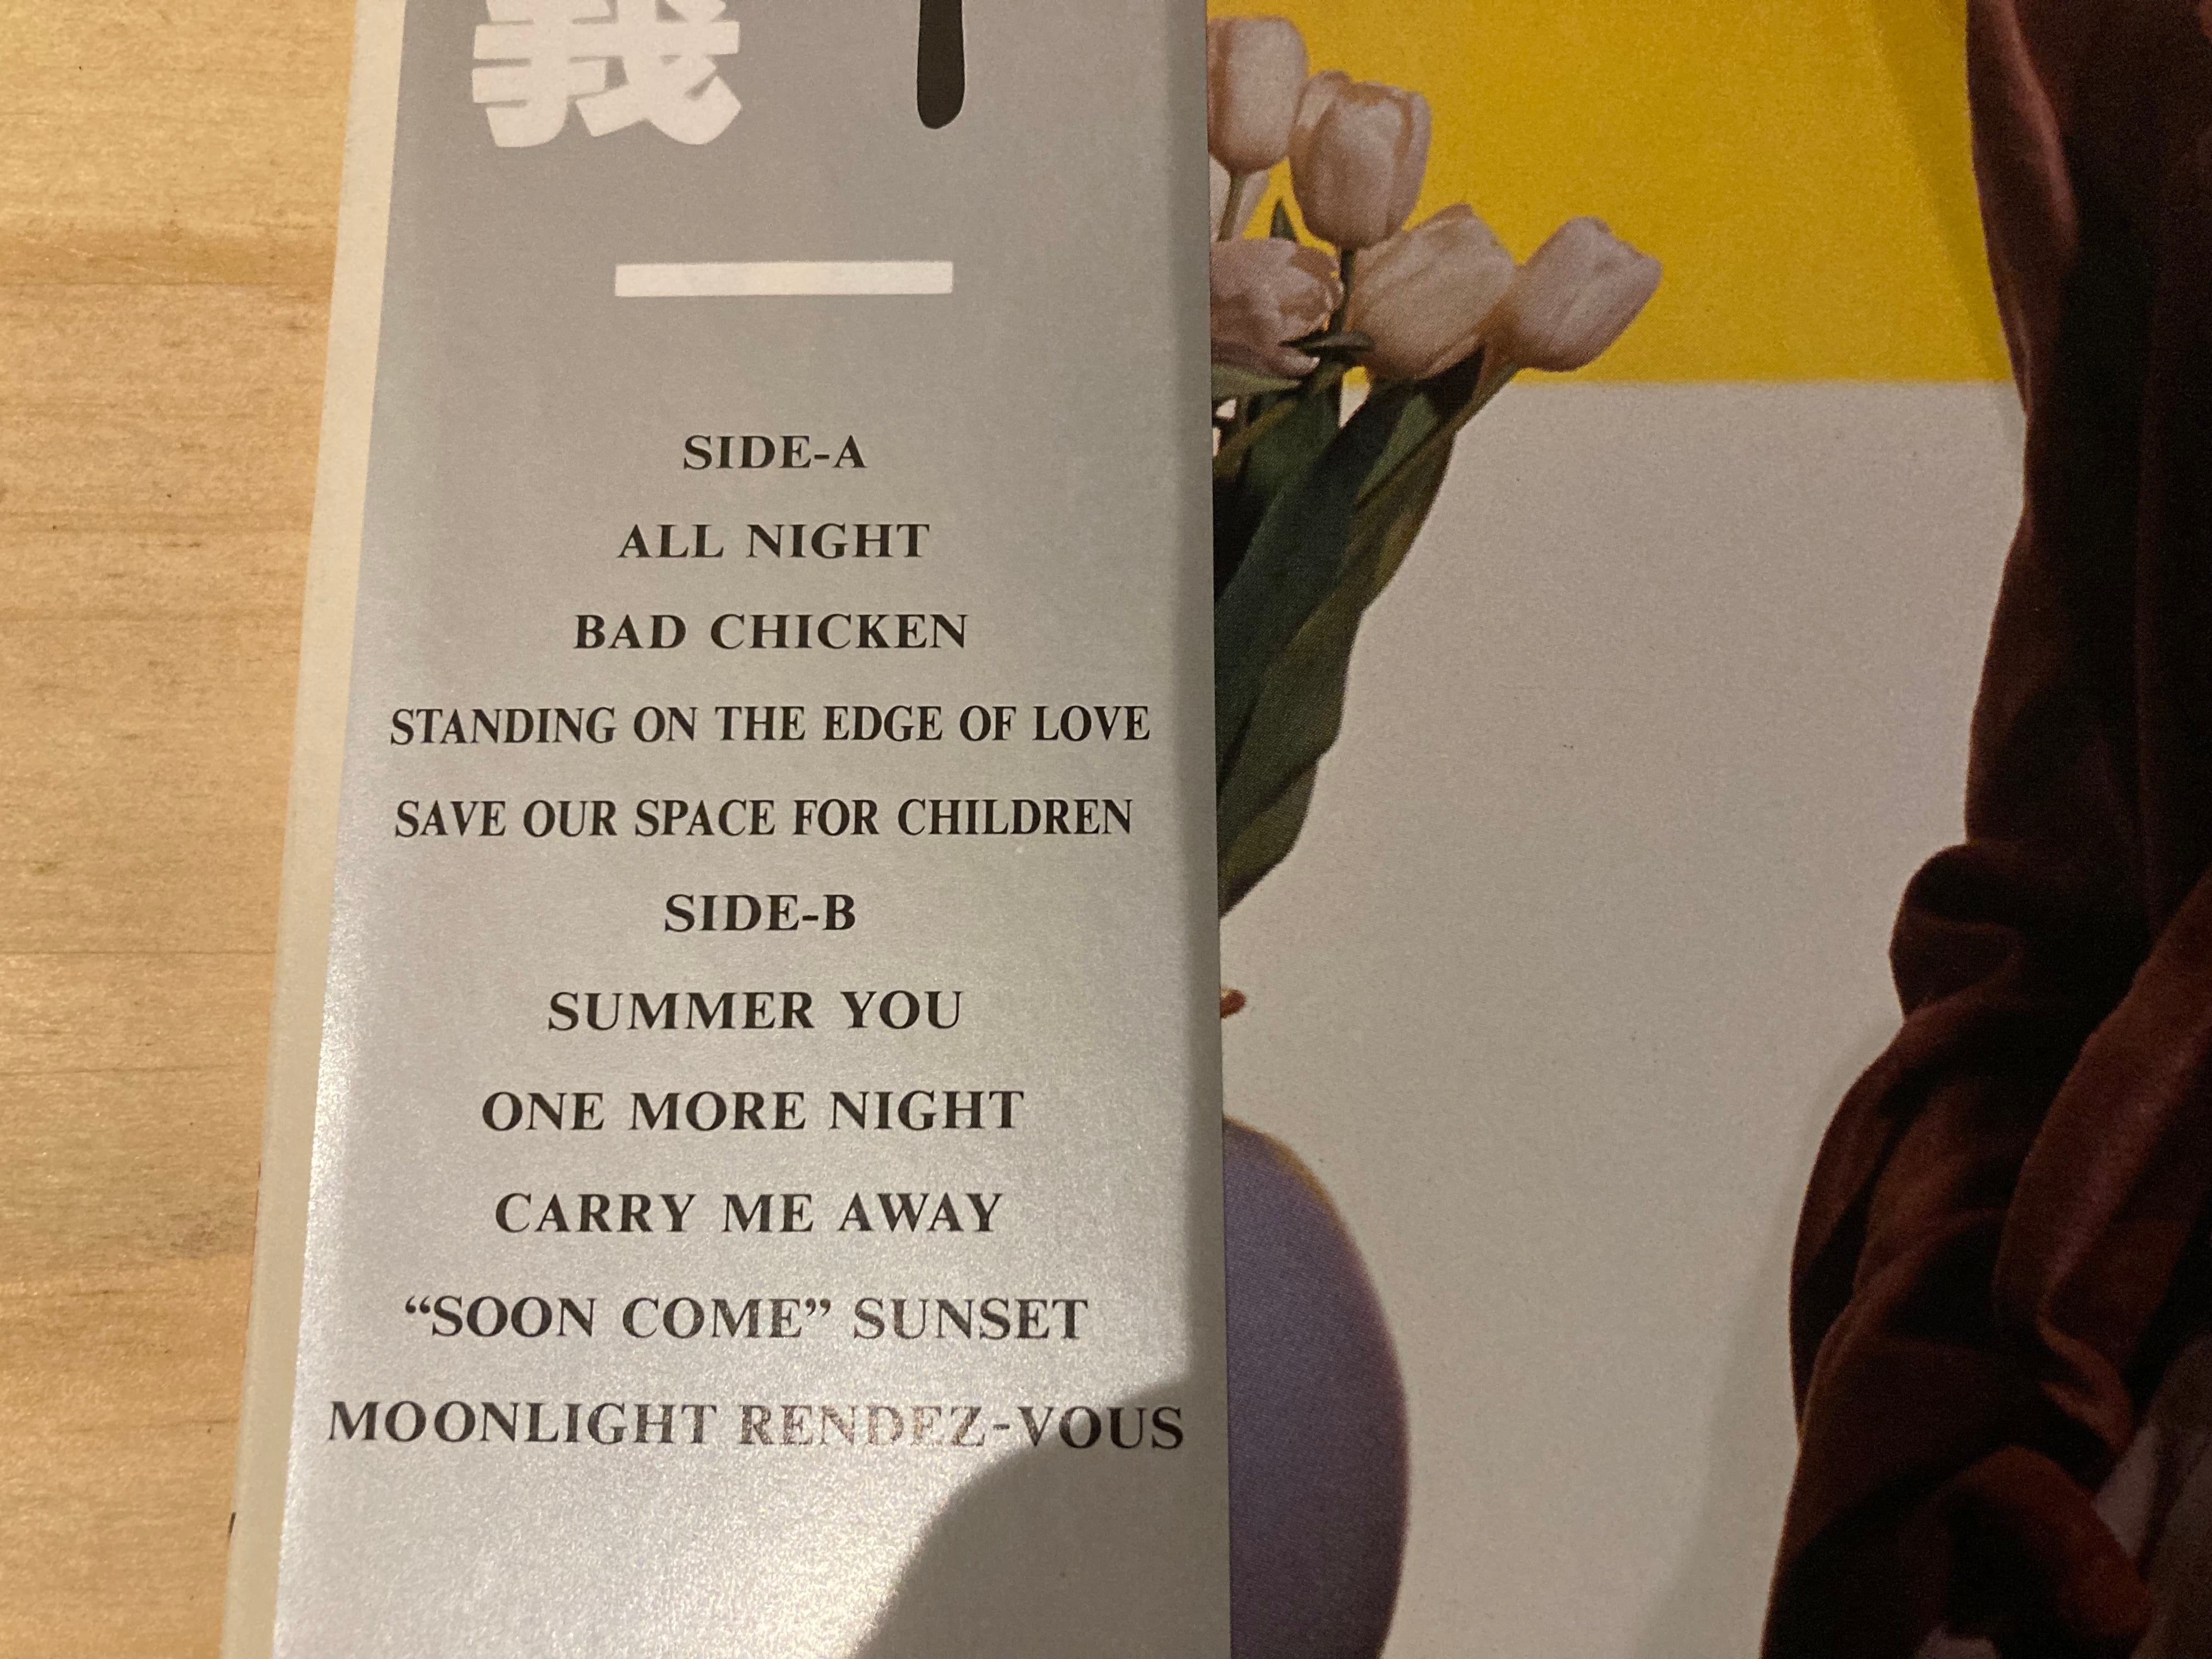 義一
SIDE-A
ALL NIGHT
BAD CHICKEN
STANDING ON THE EDGE OF LOVE
SAVE OUR SPACE FOR CHILDREN
SIDE-B
SUMMER YOU
ONE MORE NIGHT
CARRY ME AWAY
“SOON COME” SUNSET
MOONLIGHT RENDEZ-VOUS